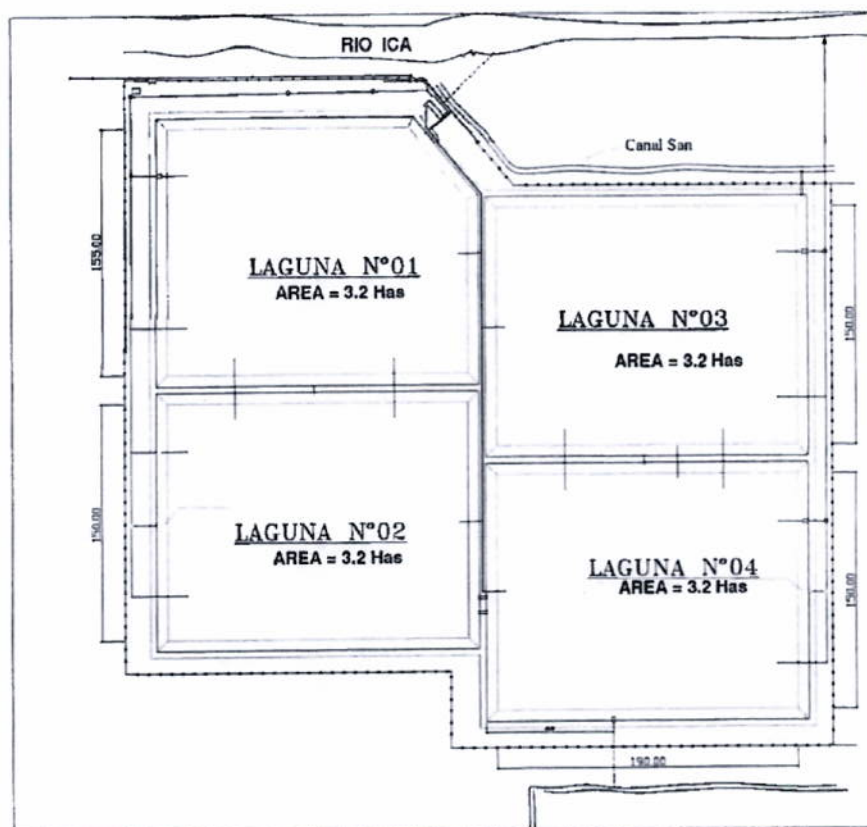 RIO ICA
Canal San
155.00
LAGUNA N°01
AREA = 3.2 Has
LAGUNA N°03
AREA = 3.2 Has
150.00
150.00
LAGUNA N°02
AREA = 3.2 Has
LAGUNA N°04
AREA = 3.2 Has
150.00
190.00